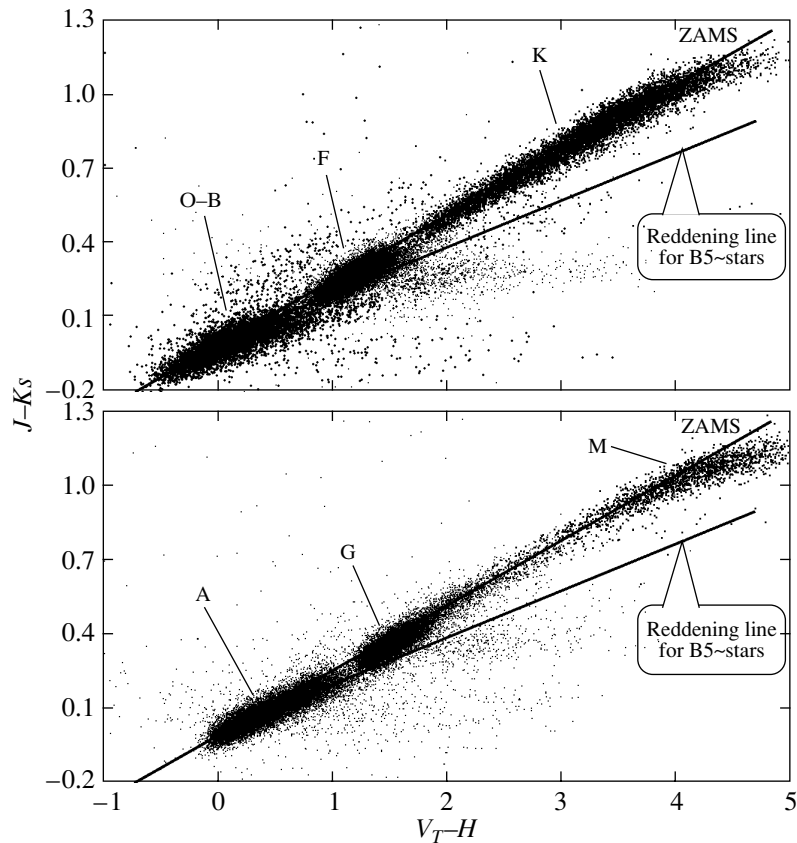 1.3
ZAMS
K
1.0
0.7
F
O–B
0.4
Reddening line
for B5~stars
0.1
–0.2
J–Ks
1.3
ZAMS
M
1.0
0.7
G
A
0.4
Reddening line
for B5~stars
0.1
–0.2
–1 0 1 2 3 4 5
V_T–H